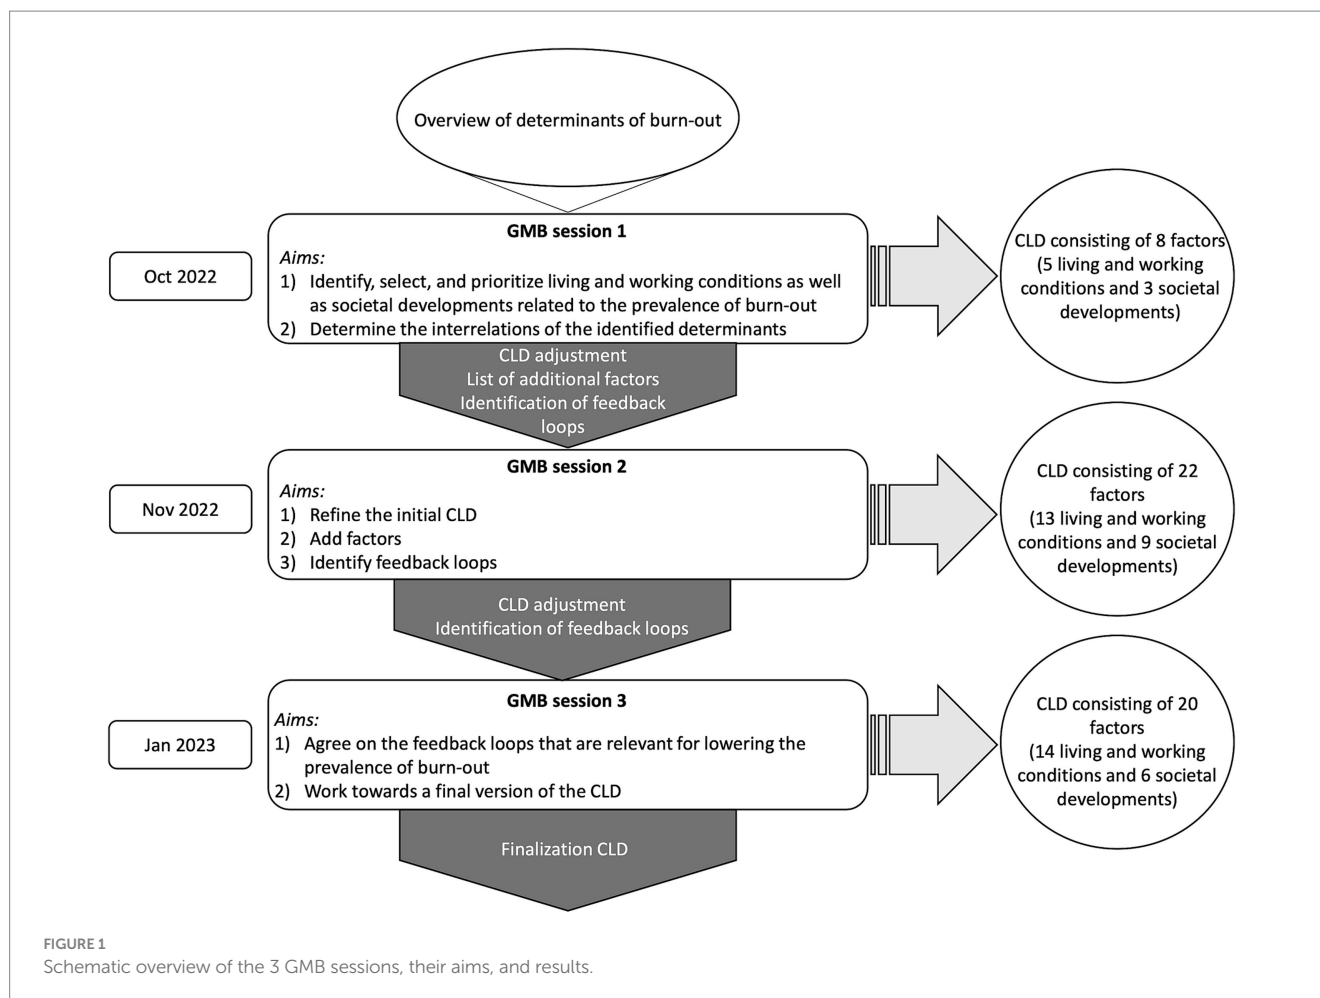 Overview of determinants of burn-out
GMB session 1
Oct 2022
Aims:
1) Identify, select, and prioritize living and working conditions as well
as societal developments related to the prevalence of burn-out
2) Determine the interrelations of the identified determinants
CLD consisting of 8 factors
(5 living and working
conditions and 3 societal
developments)
CLD adjustment
List of additional factors
Identification of feedback
loops
GMB session 2
Nov 2022
Aims:
1) Refine the initial CLD
2) Add factors
3) Identify feedback loops
CLD consisting of 22
factors
(13 living and working
conditions and 9 societal
developments)
CLD adjustment
Identification of feedback loops
GMB session 3
Jan 2023
Aims:
1) Agree on the feedback loops that are relevant for lowering the
prevalence of burn-out
2) Work towards a final version of the CLD
CLD consisting of 20
factors
(14 living and working
conditions and 6 societal
developments)
Finalization CLD
FIGURE 1
Schematic overview of the 3 GMB sessions, their aims, and results.